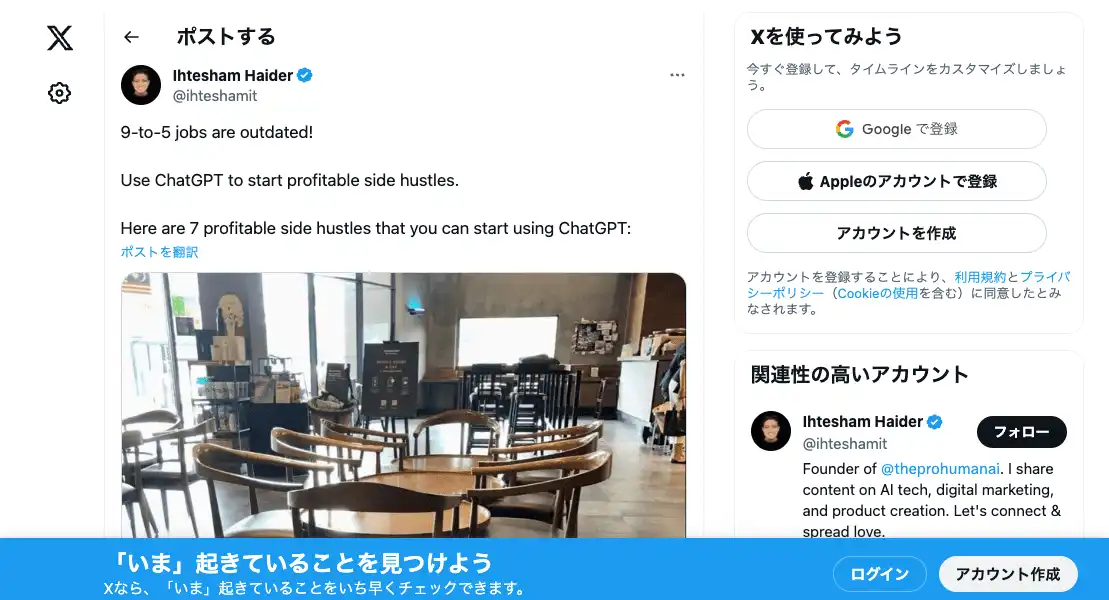 ポストする
Ihtesham Haider
@ihteshamit
9-to-5 jobs are outdated!
Use ChatGPT to start profitable side hustles.
Here are 7 profitable side hustles that you can start using ChatGPT:
ポストを翻訳
Xを使ってみよう
今すぐ登録して、タイムラインをカスタマイズしましょ
う。
Google で登録
Appleのアカウントで登録
アカウントを作成
アカウントを登録することにより、利用規約とプライバ
シーポリシー（Cookieの使用を含む）に同意したとみ
なされます。
関連性の高いアカウント
Ihtesham Haider
@ihteshamit
フォロー
Founder of @theprohumanai. I share
content on AI tech, digital marketing,
and product creation. Let's connect &
spread love.
「いま」起きていることを見つけよう
Xなら、「いま」起きていることをいち早くチェックできます。
ログイン
アカウント作成